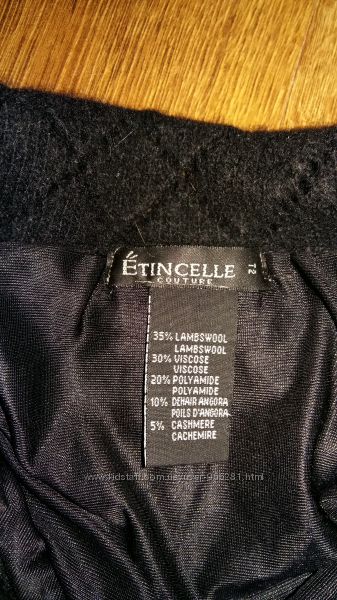 ÉTINCELLE
COUTURE
T2
35% LAMBSWOOL
LAMBSWOOL
30% VISCOSE
VISCOSE
20% POLYAMIDE
POLYAMIDE
10% DEHAIR ANGORA
POILS D'ANGORA
5% CASHMERE
CACHEMIRE